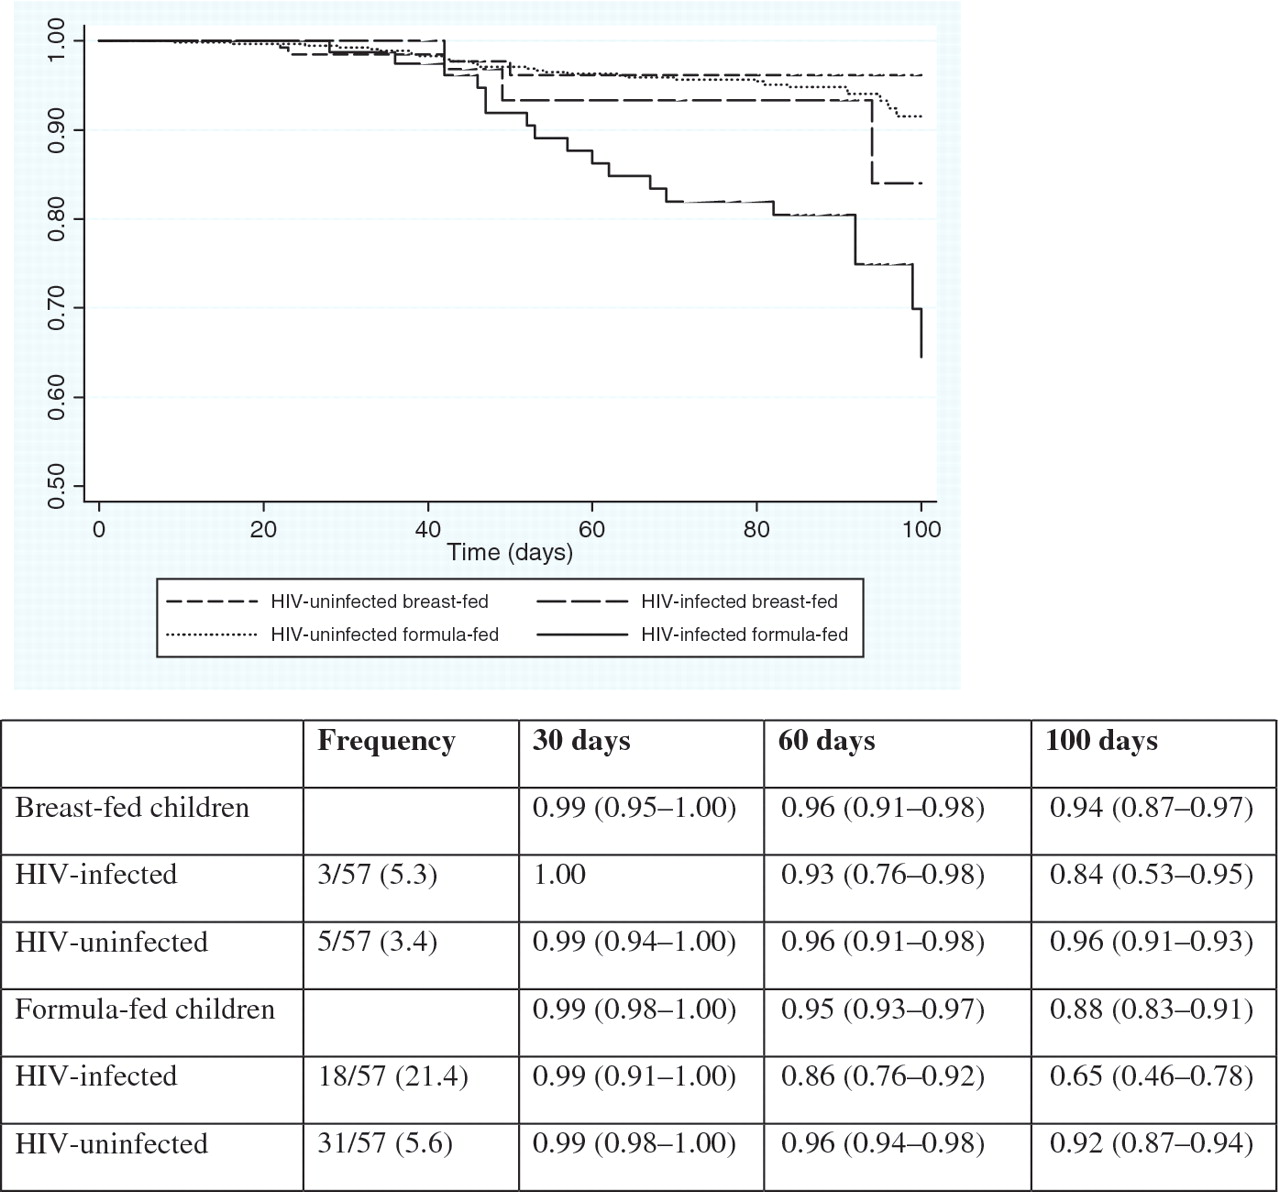 1.00
0.90
0.80
0.70
0.60
0.50
0 20 40 60 80 100
Time (days)
HIV-uninfected breast-fed HIV-infected breast-fed
HIV-uninfected formula-fed HIV-infected formula-fed
Frequency 30 days 60 days 100 days
Breast-fed children 0.99 (0.95–1.00) 0.96 (0.91–0.98) 0.94 (0.87–0.97)
HIV-infected 3/57 (5.3) 1.00 0.93 (0.76–0.98) 0.84 (0.53–0.95)
HIV-uninfected 5/57 (3.4) 0.99 (0.94–1.00) 0.96 (0.91–0.98) 0.96 (0.91–0.93)
Formula-fed children 0.99 (0.98–1.00) 0.95 (0.93–0.97) 0.88 (0.83–0.91)
HIV-infected 18/57 (21.4) 0.99 (0.91–1.00) 0.86 (0.76–0.92) 0.65 (0.46–0.78)
HIV-uninfected 31/57 (5.6) 0.99 (0.98–1.00) 0.96 (0.94–0.98) 0.92 (0.87–0.94)